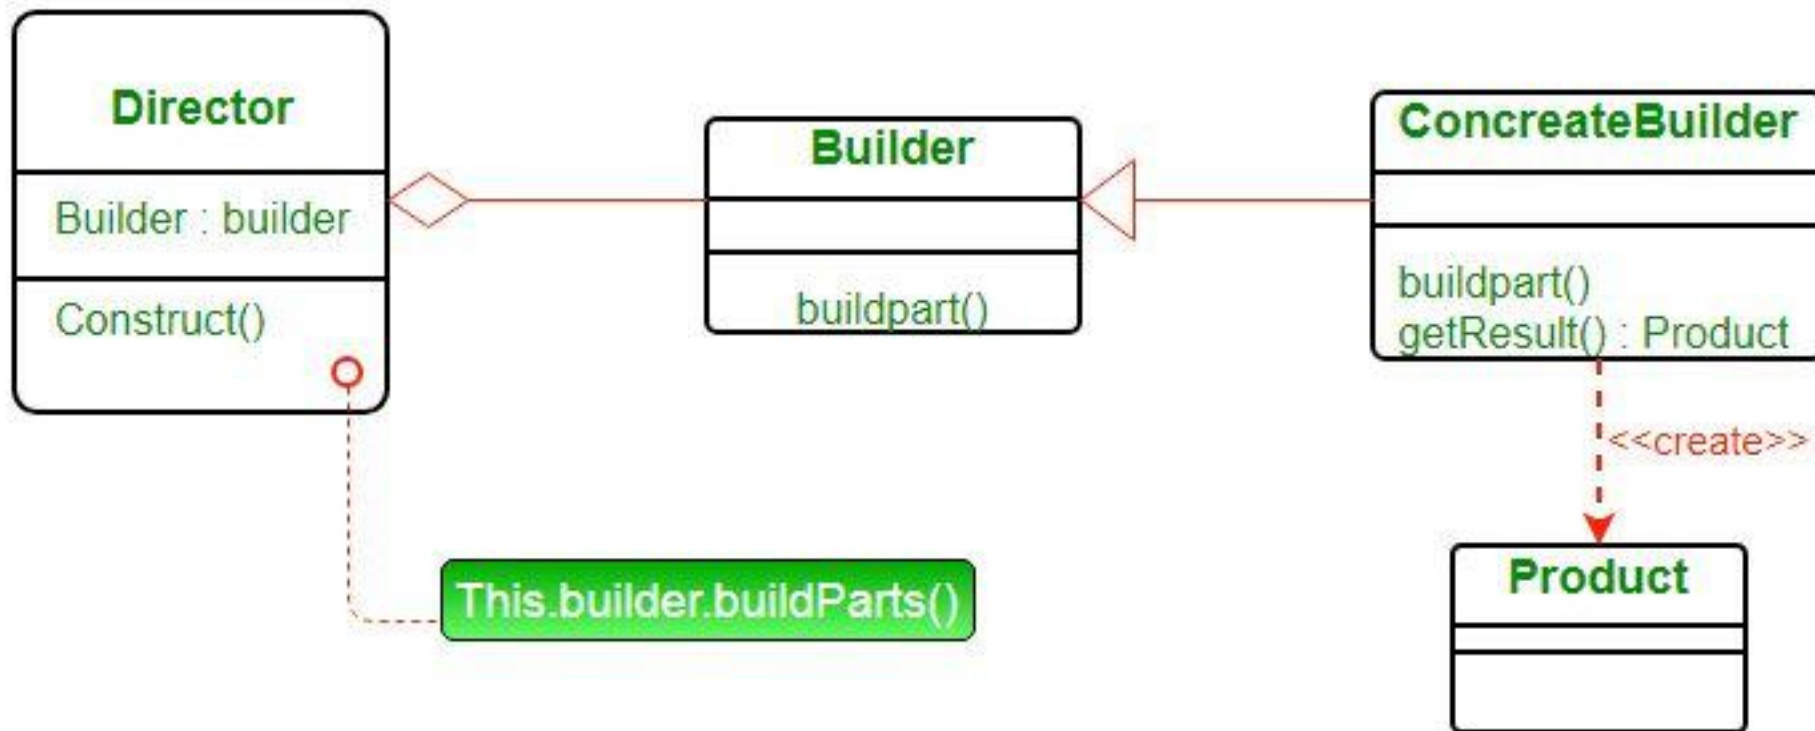 Director
Builder : builder
Construct()
This.builder.buildParts()
Builder
buildpart()
ConcreateBuilder
buildpart()
getResult() : Product
<<create>>
Product